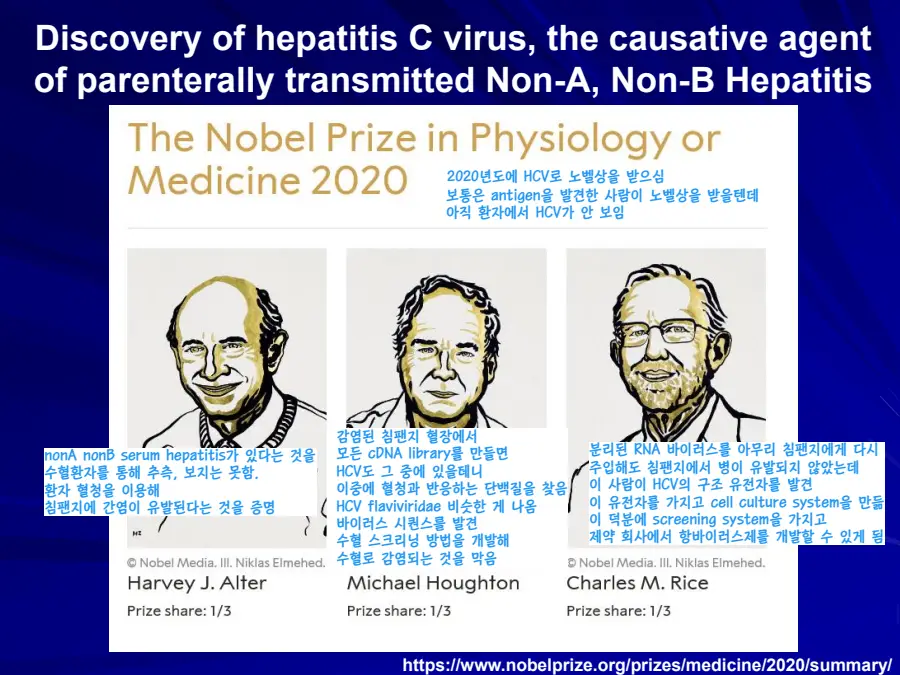 Discovery of hepatitis C virus, the causative agent
of parenterally transmitted Non-A, Non-B Hepatitis
The Nobel Prize in Physiology or
Medicine 2020
2020년도에 HCV로 노벨상을 받으심
보통은 antigen을 발견한 사람이 노벨상을 받을텐데
아직 환자에서 HCV가 안 보임
nonA nonB serum hepatitis가 있다는 것을
수혈환자를 통해 추측, 보지는 못함.
환자 혈청을 이용해
침팬지에 간염이 유발된다는 것을 증명
감염된 침팬지 혈장에서
모든 cDNA library를 만들면
HCV도 그 중에 있을테니
이중에 혈청과 반응하는 단백질을 찾음
HCV flaviviridae 비슷한 게 나옴
바이러스 시퀀스를 발견
수혈 스크리닝 방법을 개발해
수혈로 감염되는 것을 막음
분리된 RNA 바이러스를 아무리 침팬지에게 다시
주입해도 침팬지에서 병이 유발되지 않았는데
이 사람이 HCV의 구조 유전자를 발견
이 유전자를 가지고 cell culture system을 만듦
이 덕분에 screening system을 가지고
제약 회사에서 항바이러스제를 개발할 수 있게 됨
HZ
© Nobel Media. Ill. Niklas Elmehed.
Harvey J. Alter
Prize share: 1/3
Michael Houghton
Prize share: 1/3
© Nobel Media. Ill. Niklas Elmehed.
Charles M. Rice
Prize share: 1/3
https://www.nobelprize.org/prizes/medicine/2020/summary/